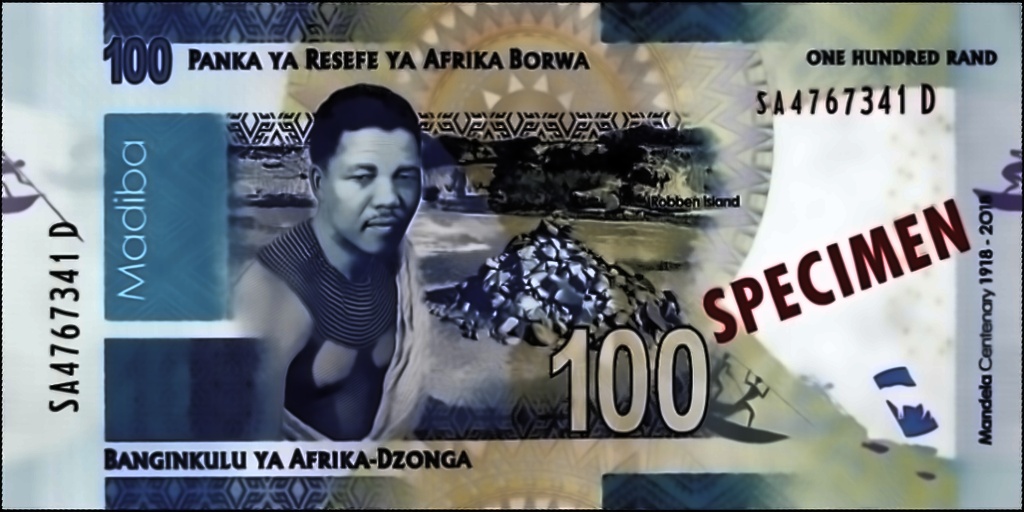 100 PANKA YA RESEFE YA AFRIKA BORWA
ONE HUNDRED RAND
SA4767341 D
Madiba
Robben Island
SPECIMEN
SA4767341 D
Mandela Centenary 1918 - 2018
100
BANGINKULU YA AFRIKA-DZONGA